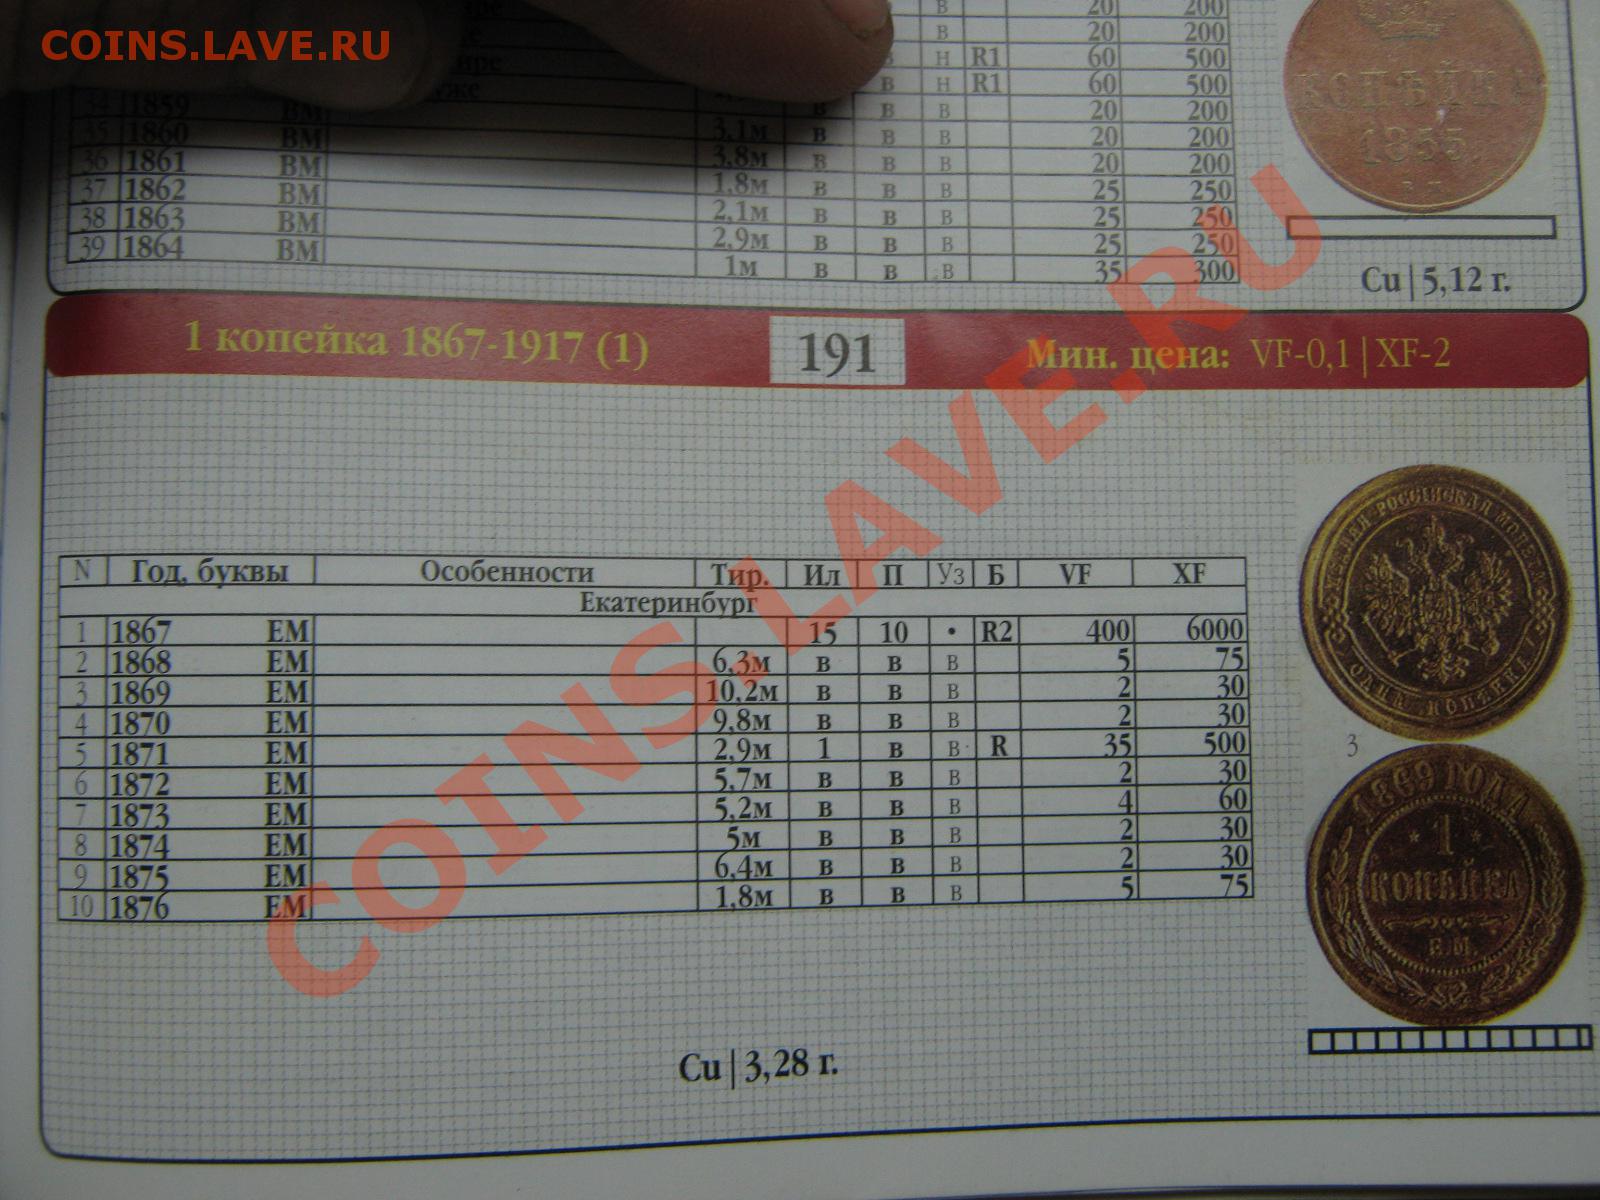 COINS.LAVE.RU
в 20 200
в 20 200
н R1 60 500
в н R1 60 500
34 1859 ВМ в в в 20 200
35 1860 ВМ 3,1м в в в 20 200
36 1861 ВМ 3,8м в в в 20 200
37 1862 ВМ 1,8м в в в 25 250
38 1863 ВМ 2,1м в в в 25 250
39 1864 ВМ 2,9м в в в 25 250
1м в в в 35 300
КОПѢЙКА
1855
Cu | 5,12 г.
1 копейка 1867-1917 (1) 191 Мин. цена: VF-0,1 | XF-2
N Год, буквы Особенности Тир. Ил П Уз Б VF XF
Екатеринбург
1 1867 ЕМ 15 10 • R2 400 6000
2 1868 ЕМ 6,3м в в в 5 75
3 1869 ЕМ 10,2м в в в 2 30
4 1870 ЕМ 9,8м в в в 2 30
5 1871 ЕМ 2,9м 1 в в R 35 500
6 1872 ЕМ 5,7м в в в 2 30
7 1873 ЕМ 5,2м в в в 4 60
8 1874 ЕМ 5м в в в 2 30
9 1875 ЕМ 6,4м в в в 2 30
10 1876 ЕМ 1,8м в в в 5 75
РОССІЙСКАЯ МОНЕТА
ОДНА КОПѢЙКА
3
1869 ГОДА
* 1 *
КОПѢЙКА
Е.М.
Cu | 3,28 г.
COINS.LAVE.RU